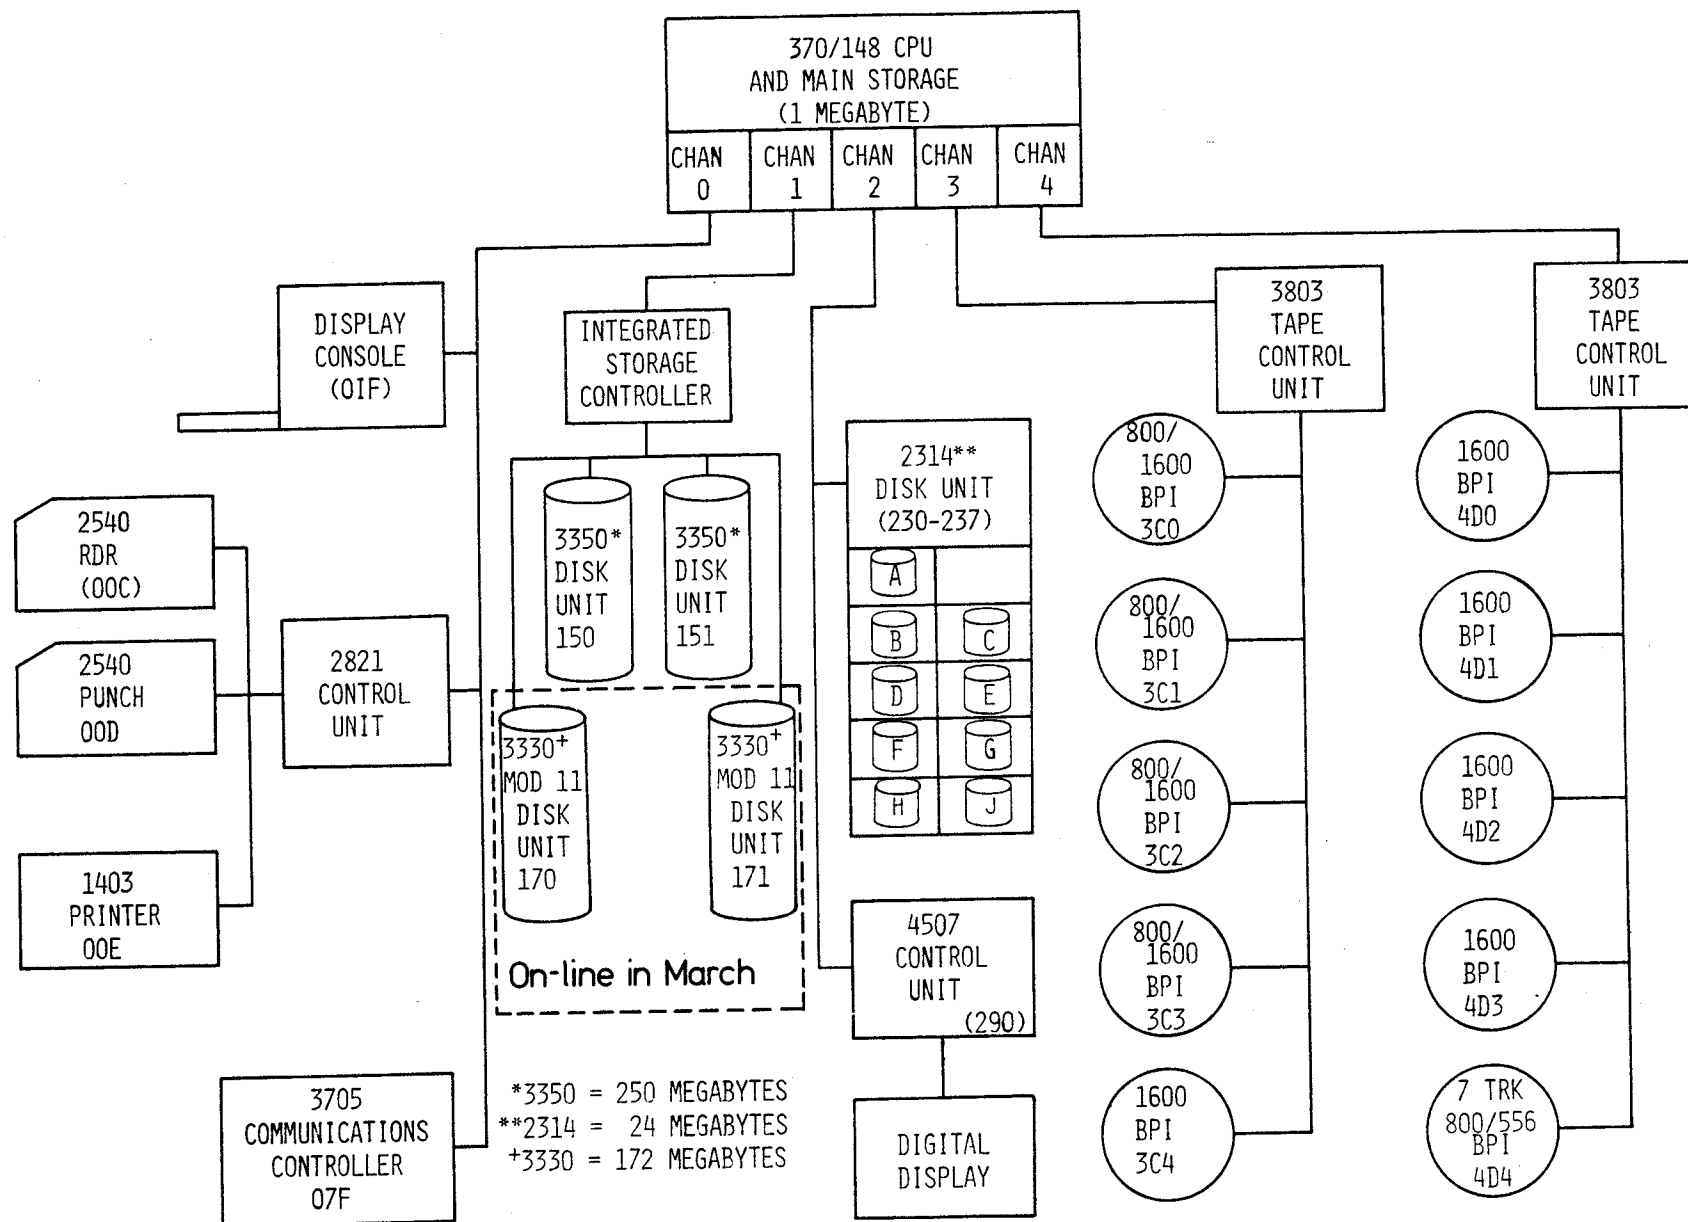 370/148 CPU
AND MAIN STORAGE
(1 MEGABYTE)
CHAN
0
CHAN
1
CHAN
2
CHAN
3
CHAN
4
DISPLAY
CONSOLE
(OIF)
INTEGRATED
STORAGE
CONTROLLER
3803
TAPE
CONTROL
UNIT
3803
TAPE
CONTROL
UNIT
2540
RDR
(OOC)
2540
PUNCH
OOD
1403
PRINTER
OOE
2821
CONTROL
UNIT
3705
COMMUNICATIONS
CONTROLLER
07F
3350*
DISK
UNIT
150
3350*
DISK
UNIT
151
3330+
MOD 11
DISK
UNIT
170
3330+
MOD 11
DISK
UNIT
171
On-line in March
*3350 = 250 MEGABYTES
**2314 = 24 MEGABYTES
+3330 = 172 MEGABYTES
2314**
DISK UNIT
(230-237)
A
B
C
D
E
F
G
H
J
4507
CONTROL
UNIT
(290)
DIGITAL
DISPLAY
800/
1600
BPI
3C0
800/
1600
BPI
3C1
800/
1600
BPI
3C2
800/
1600
BPI
3C3
1600
BPI
3C4
1600
BPI
4D0
1600
BPI
4D1
1600
BPI
4D2
1600
BPI
4D3
7 TRK
800/556
BPI
4D4